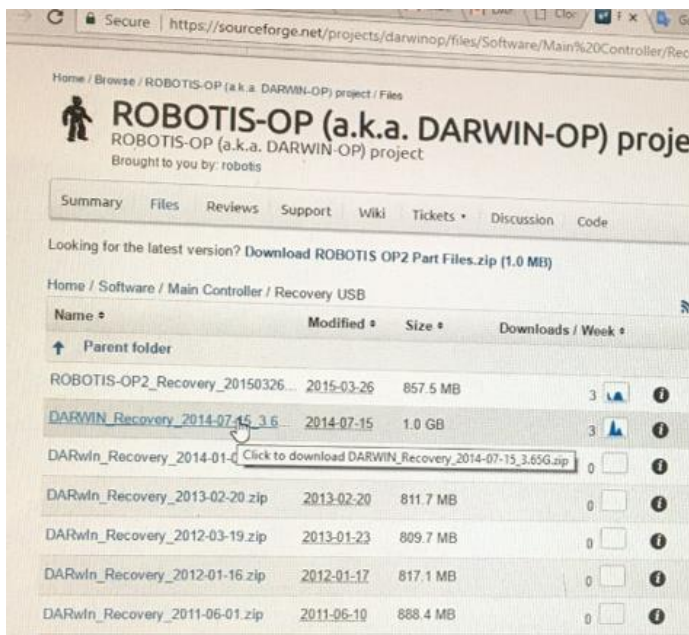 Secure | https://sourceforge.net/projects/darwinop/files/Software/Main%20Controller/Rec
Home / Browse / ROBOTIS-OP (a.k.a. DARWIN-OP) project / Files
ROBOTIS-OP (a.k.a. DARWIN-OP) proje
ROBOTIS-OP (a.k.a. DARWIN-OP) project
Brought to you by: robotis
Summary Files Reviews Support Wiki Tickets Discussion Code
Looking for the latest version? Download ROBOTIS OP2 Part Files.zip (1.0 MB)
Home / Software / Main Controller / Recovery USB
Name Modified Size Downloads / Week
Parent folder
ROBOTIS-OP2_Recovery_20150326... 2015-03-26 857.5 MB 3
DARWIN_Recovery_2014-07-15_3.6... 2014-07-15 1.0 GB 3
DARwIn_Recovery_2014-01-0 Click to download DARWIN_Recovery_2014-07-15_3.65G.zip 0
DARwIn_Recovery_2013-02-20.zip 2013-02-20 811.7 MB 0
DARwIn_Recovery_2012-03-19.zip 2013-01-23 809.7 MB 0
DARwIn_Recovery_2012-01-16.zip 2012-01-17 817.1 MB 0
DARwIn_Recovery_2011-06-01.zip 2011-06-10 888.4 MB 0